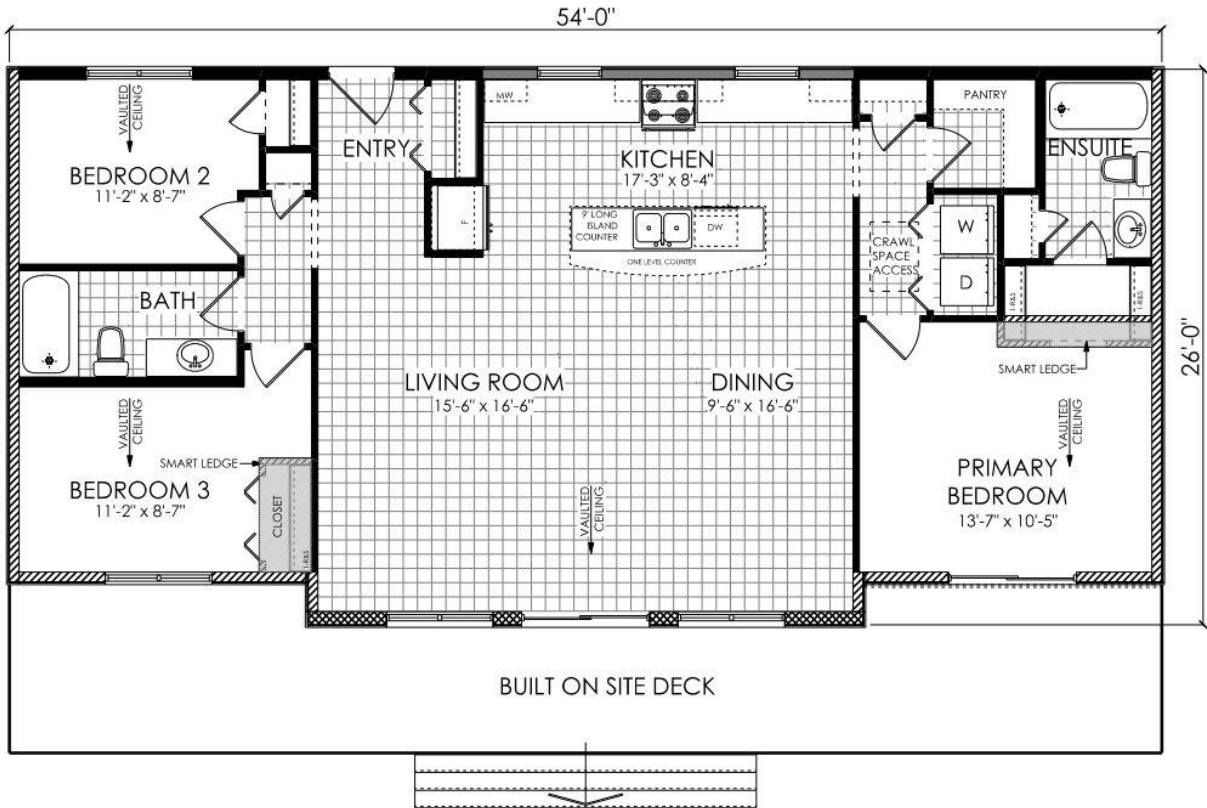 54'-0"
VAULTED
CEILING
BEDROOM 2
11'-2" x 8'-7"
ENTRY
MW
KITCHEN
17'-3" x 8'-4"
PANTRY
ENSUITE
F
9' LONG
ISLAND
COUNTER
DW
ONE LEVEL COUNTER
CRAWL
SPACE
ACCESS
W
D
1-R&S
1-R&S
BATH
SMART LEDGE
26'-0"
LIVING ROOM
15'-6" x 16'-6"
DINING
9'-6" x 16'-6"
VAULTED
CEILING
SMART LEDGE
BEDROOM 3
11'-2" x 8'-7"
CLOSET
1-R&S
VAULTED
CEILING
VAULTED
CEILING
PRIMARY
BEDROOM
13'-7" x 10'-5"
BUILT ON SITE DECK